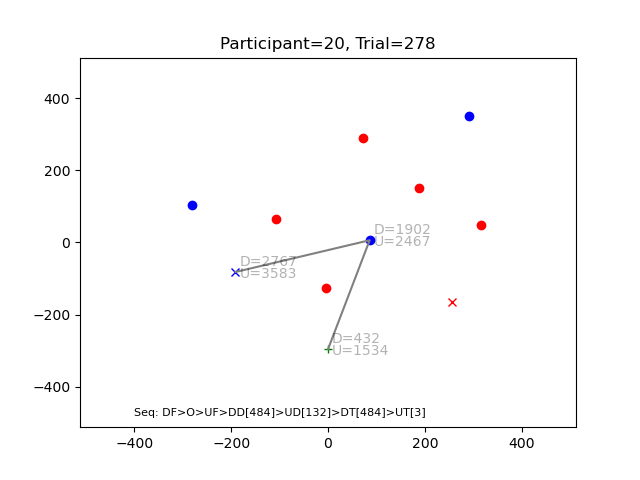 Participant=20, Trial=278
400
200
0
−200
−400
D=1902
U=2467
D=2767
U=3583
D=432
U=1534
Seq: DF>O>UF>DD[484]>UD[132]>DT[484]>UT[3]
−400
−200
0
200
400